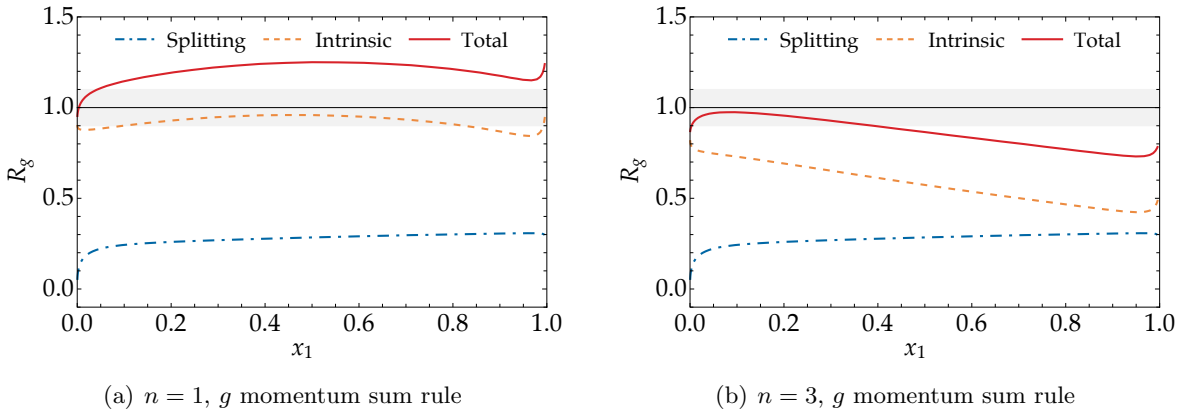 1.5
Splitting Intrinsic Total
1.0
R_g
0.5
0.0
0.0 0.2 0.4 0.6 0.8 1.0
x_1
(a) n = 1, g momentum sum rule
1.5
Splitting Intrinsic Total
1.0
R_g
0.5
0.0
0.0 0.2 0.4 0.6 0.8 1.0
x_1
(b) n = 3, g momentum sum rule